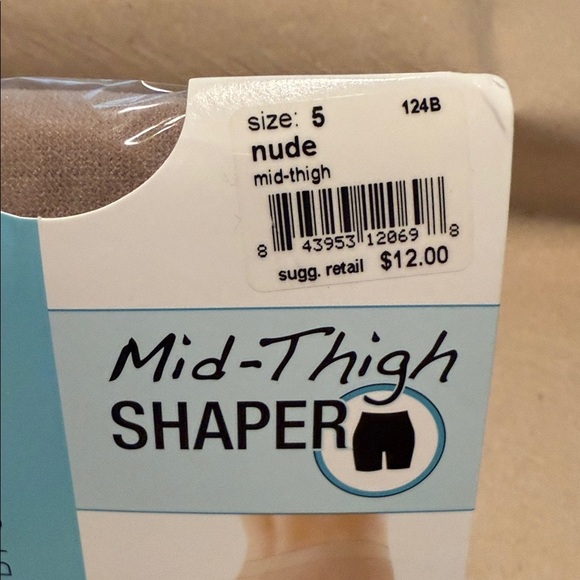 size: 5 124B
nude
mid-thigh
8 43953 12069 8
sugg. retail $12.00
Mid-Thigh
SHAPER